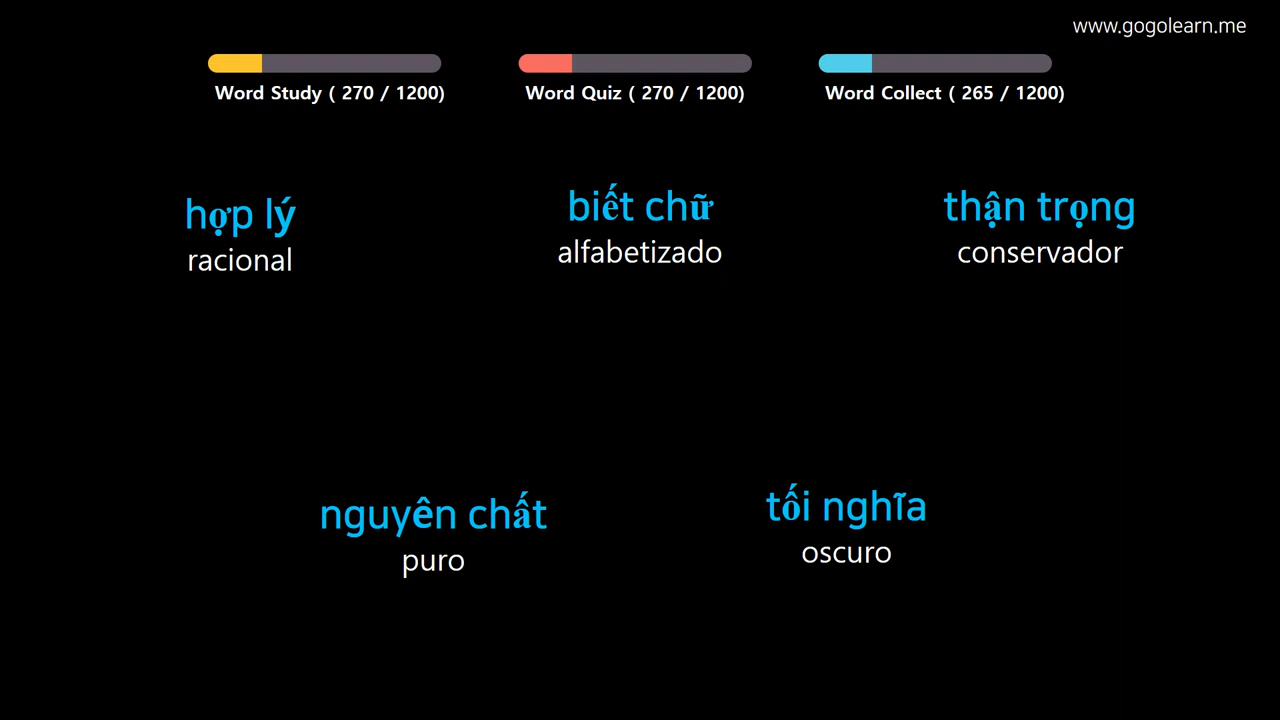 www.gogolearn.me
Word Study ( 270 / 1200)
Word Quiz ( 270 / 1200)
Word Collect ( 265 / 1200)
hợp lý
racional
biết chữ
alfabetizado
thận trọng
conservador
nguyên chất
puro
tối nghĩa
oscuro